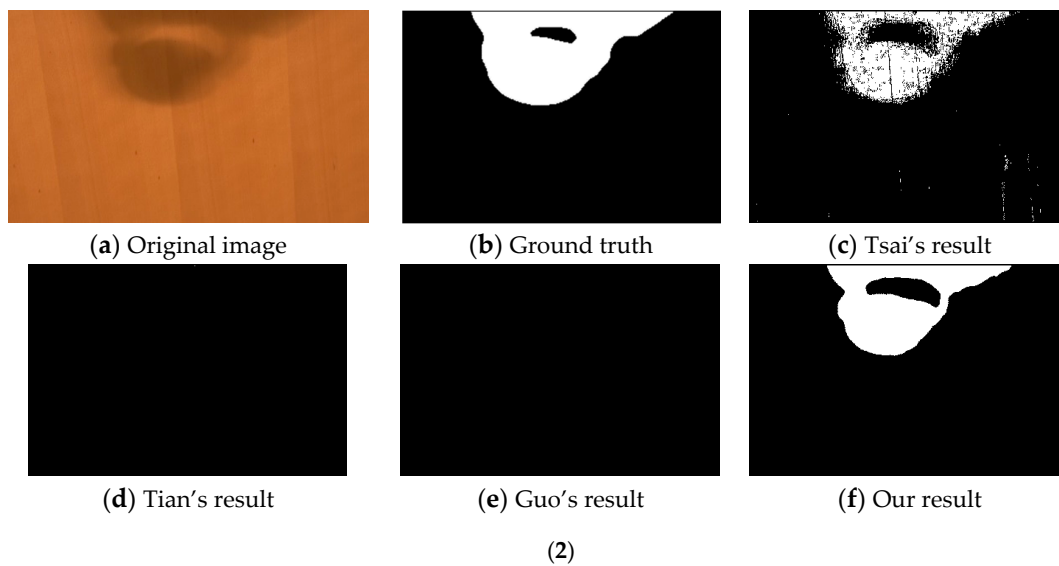 (a) Original image
(b) Ground truth
(c) Tsai’s result
(d) Tian’s result
(e) Guo’s result
(f) Our result
(2)